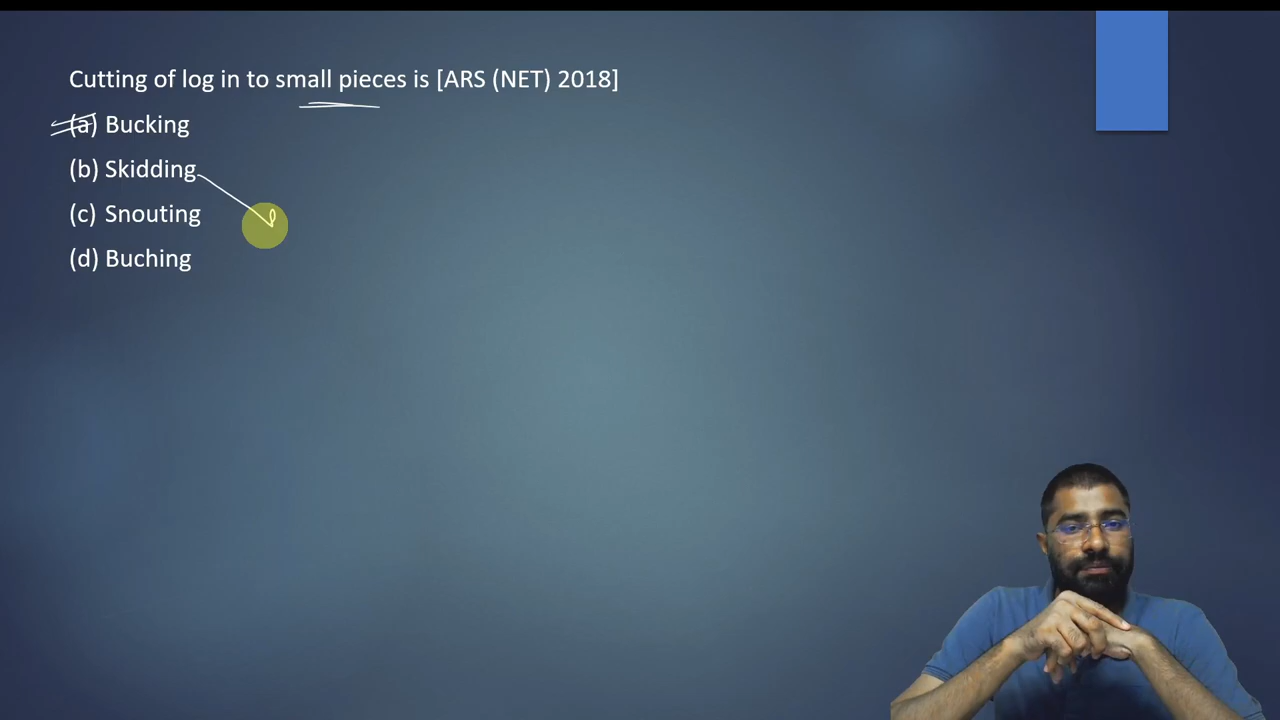 Cutting of log in to small pieces is [ARS (NET) 2018]
(a) Bucking
(b) Skidding
(c) Snouting
(d) Buching